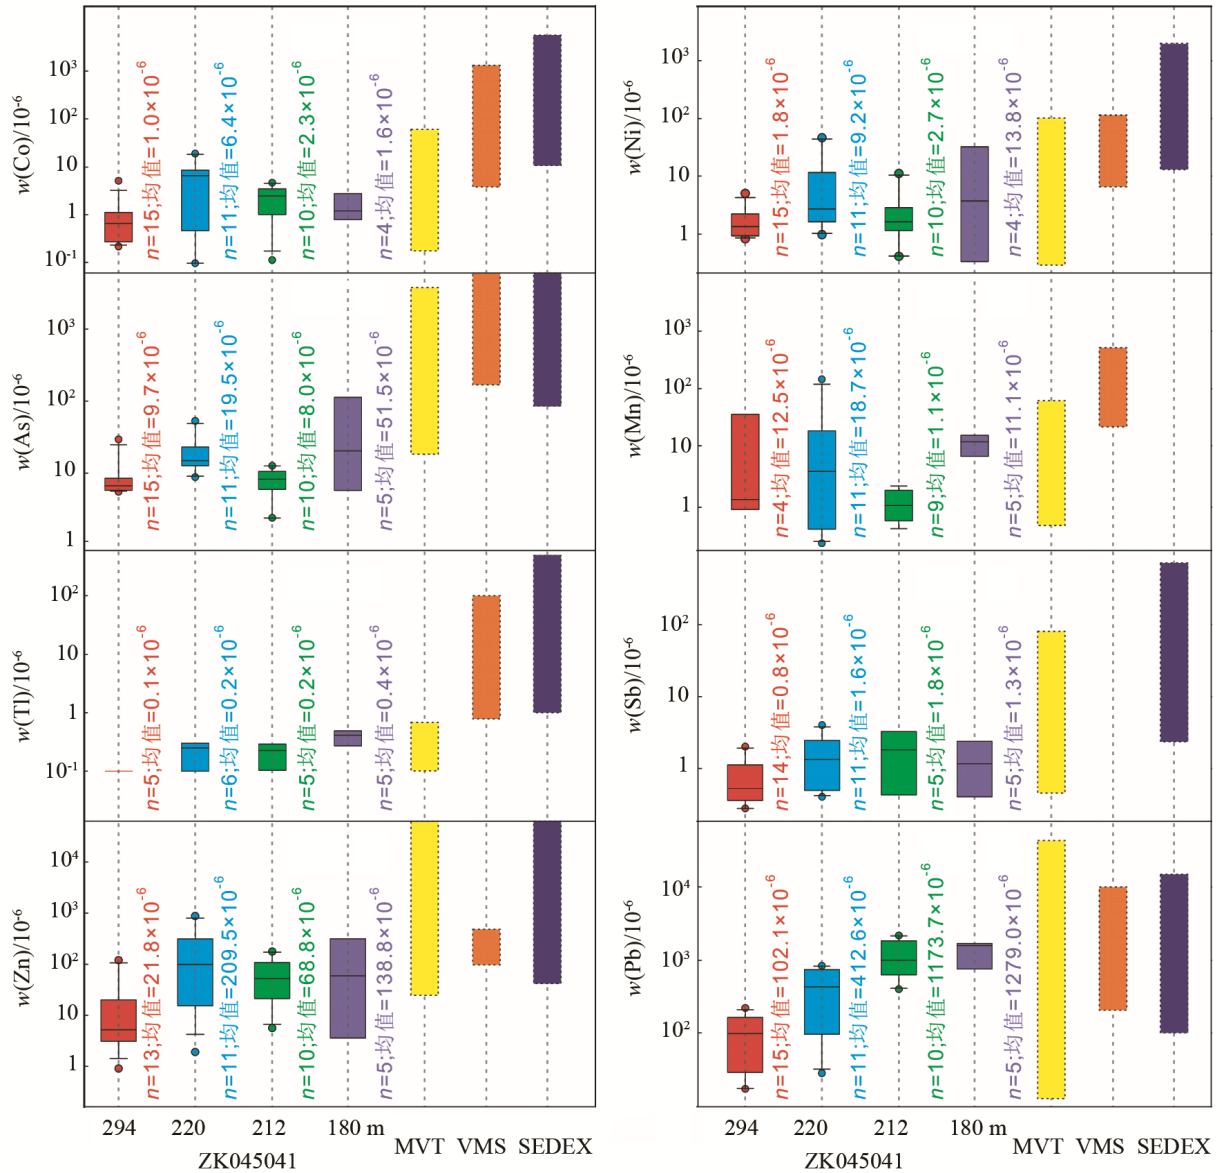 w(Co)/10⁻⁶
10³
10²
10
1
10⁻¹
n=15;均值=1.0×10⁻⁶
n=11;均值=6.4×10⁻⁶
n=10;均值=2.3×10⁻⁶
n=4;均值=1.6×10⁻⁶
w(As)/10⁻⁶
10³
10²
10
1
n=15;均值=9.7×10⁻⁶
n=11;均值=19.5×10⁻⁶
n=10;均值=8.0×10⁻⁶
n=5;均值=51.5×10⁻⁶
w(Tl)/10⁻⁶
10²
10
1
10⁻¹
n=5;均值=0.1×10⁻⁶
n=6;均值=0.2×10⁻⁶
n=5;均值=0.2×10⁻⁶
n=5;均值=0.4×10⁻⁶
w(Zn)/10⁻⁶
10⁴
10³
10²
10
1
n=13;均值=21.8×10⁻⁶
n=11;均值=209.5×10⁻⁶
n=10;均值=68.8×10⁻⁶
n=5;均值=138.8×10⁻⁶
294 220 212 180 m MVT VMS SEDEX
ZK045041
w(Ni)/10⁻⁶
10³
10²
10
1
n=15;均值=1.8×10⁻⁶
n=11;均值=9.2×10⁻⁶
n=10;均值=2.7×10⁻⁶
n=4;均值=13.8×10⁻⁶
w(Mn)/10⁻⁶
10³
10²
10
1
n=4;均值=12.5×10⁻⁶
n=11;均值=18.7×10⁻⁶
n=9;均值=1.1×10⁻⁶
n=5;均值=11.1×10⁻⁶
w(Sb)/10⁻⁶
10²
10
1
n=14;均值=0.8×10⁻⁶
n=11;均值=1.6×10⁻⁶
n=5;均值=1.8×10⁻⁶
n=5;均值=1.3×10⁻⁶
w(Pb)/10⁻⁶
10⁴
10³
10²
n=15;均值=102.1×10⁻⁶
n=11;均值=412.6×10⁻⁶
n=10;均值=1173.7×10⁻⁶
n=5;均值=1279.0×10⁻⁶
294 220 212 180 m MVT VMS SEDEX
ZK045041